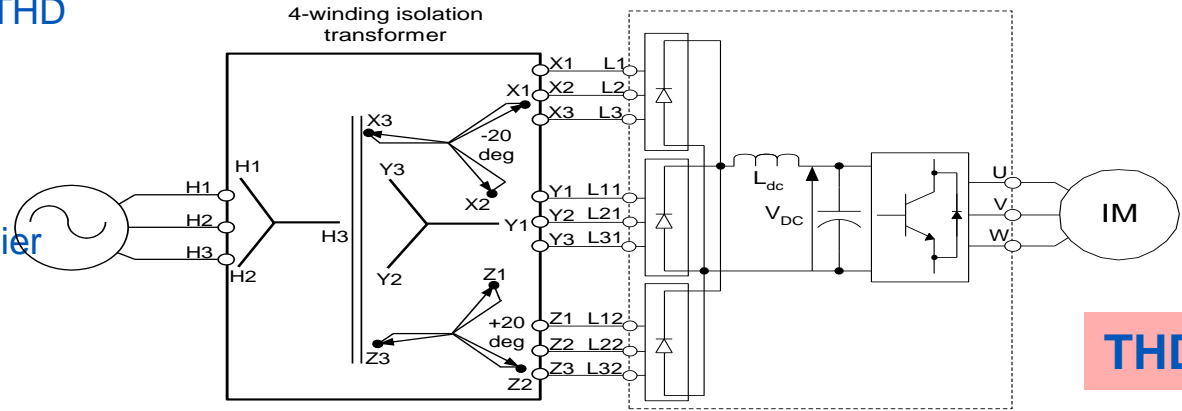 THD
4-winding isolation
transformer
X1 L1
X2 L2
X3 L3
X1
X3
-20
deg
X2
H1
H2
H3
H1
H2
H3
Y3
Y1
Y2
Y1 L11
Y2 L21
Y3 L31
Ldc
VDC
U
V
W
IM
ier
Z1
+20
deg
Z3
Z2
Z1 L12
Z2 L22
Z3 L32
THD